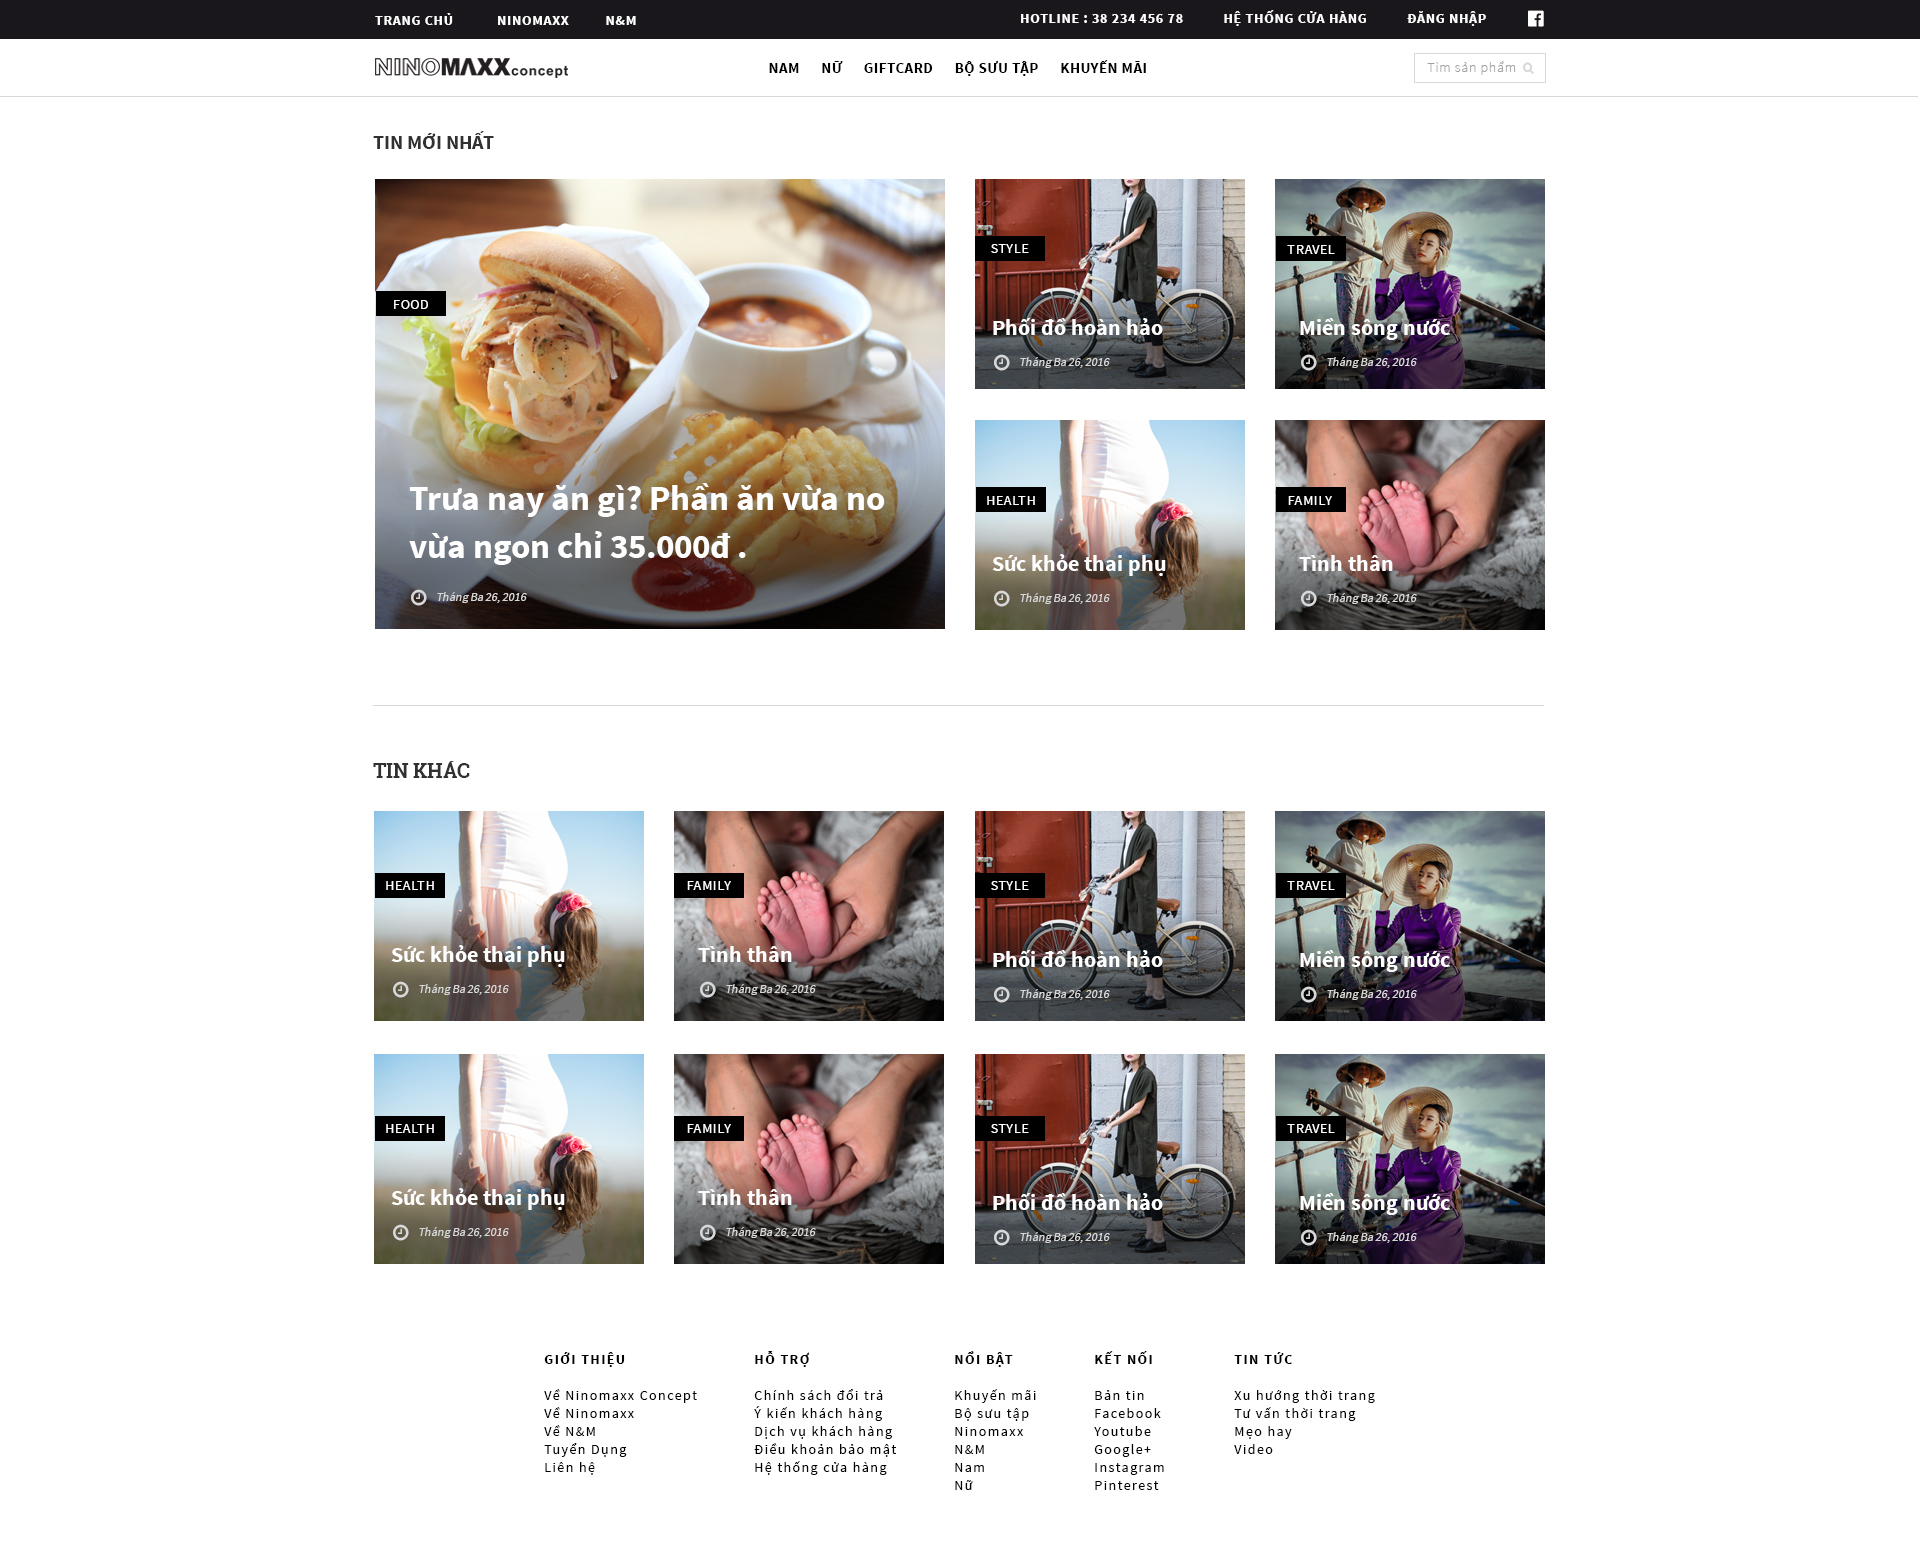 TRANG CHỦ NINOMAXX N&M HOTLINE : 38 234 456 78 HỆ THỐNG CỬA HÀNG ĐĂNG NHẬP
NINOMAXXconcept NAM NỮ GIFTCARD BỘ SƯU TẬP KHUYẾN MÃI Tìm sản phẩm
TIN MỚI NHẤT
FOOD
Trưa nay ăn gì? Phần ăn vừa no
vừa ngon chỉ 35.000đ .
Tháng Ba 26, 2016
STYLE
Phối đồ hoàn hảo
Tháng Ba 26, 2016
TRAVEL
Miền sông nước
Tháng Ba 26, 2016
HEALTH
Sức khỏe thai phụ
Tháng Ba 26, 2016
FAMILY
Tình thân
Tháng Ba 26, 2016
TIN KHÁC
HEALTH
Sức khỏe thai phụ
Tháng Ba 26, 2016
FAMILY
Tình thân
Tháng Ba 26, 2016
STYLE
Phối đồ hoàn hảo
Tháng Ba 26, 2016
TRAVEL
Miền sông nước
Tháng Ba 26, 2016
HEALTH
Sức khỏe thai phụ
Tháng Ba 26, 2016
FAMILY
Tình thân
Tháng Ba 26, 2016
STYLE
Phối đồ hoàn hảo
Tháng Ba 26, 2016
TRAVEL
Miền sông nước
Tháng Ba 26, 2016
GIỚI THIỆU
Về Ninomaxx Concept
Về Ninomaxx
Về N&M
Tuyển Dụng
Liên hệ
HỖ TRỢ
Chính sách đổi trả
Ý kiến khách hàng
Dịch vụ khách hàng
Điều khoản bảo mật
Hệ thống cửa hàng
NỔI BẬT
Khuyến mãi
Bộ sưu tập
Ninomaxx
N&M
Nam
Nữ
KẾT NỐI
Bản tin
Facebook
Youtube
Google+
Instagram
Pinterest
TIN TỨC
Xu hướng thời trang
Tư vấn thời trang
Mẹo hay
Video